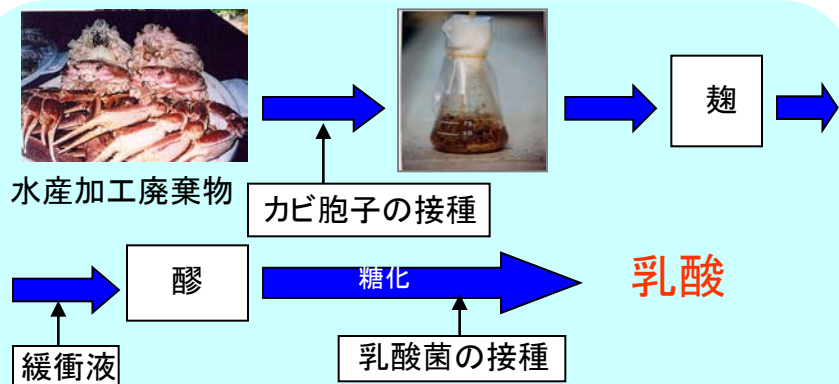 水産加工廃棄物
カビ胞子の接種
麹
緩衝液
醪
糖化
乳酸菌の接種
乳酸